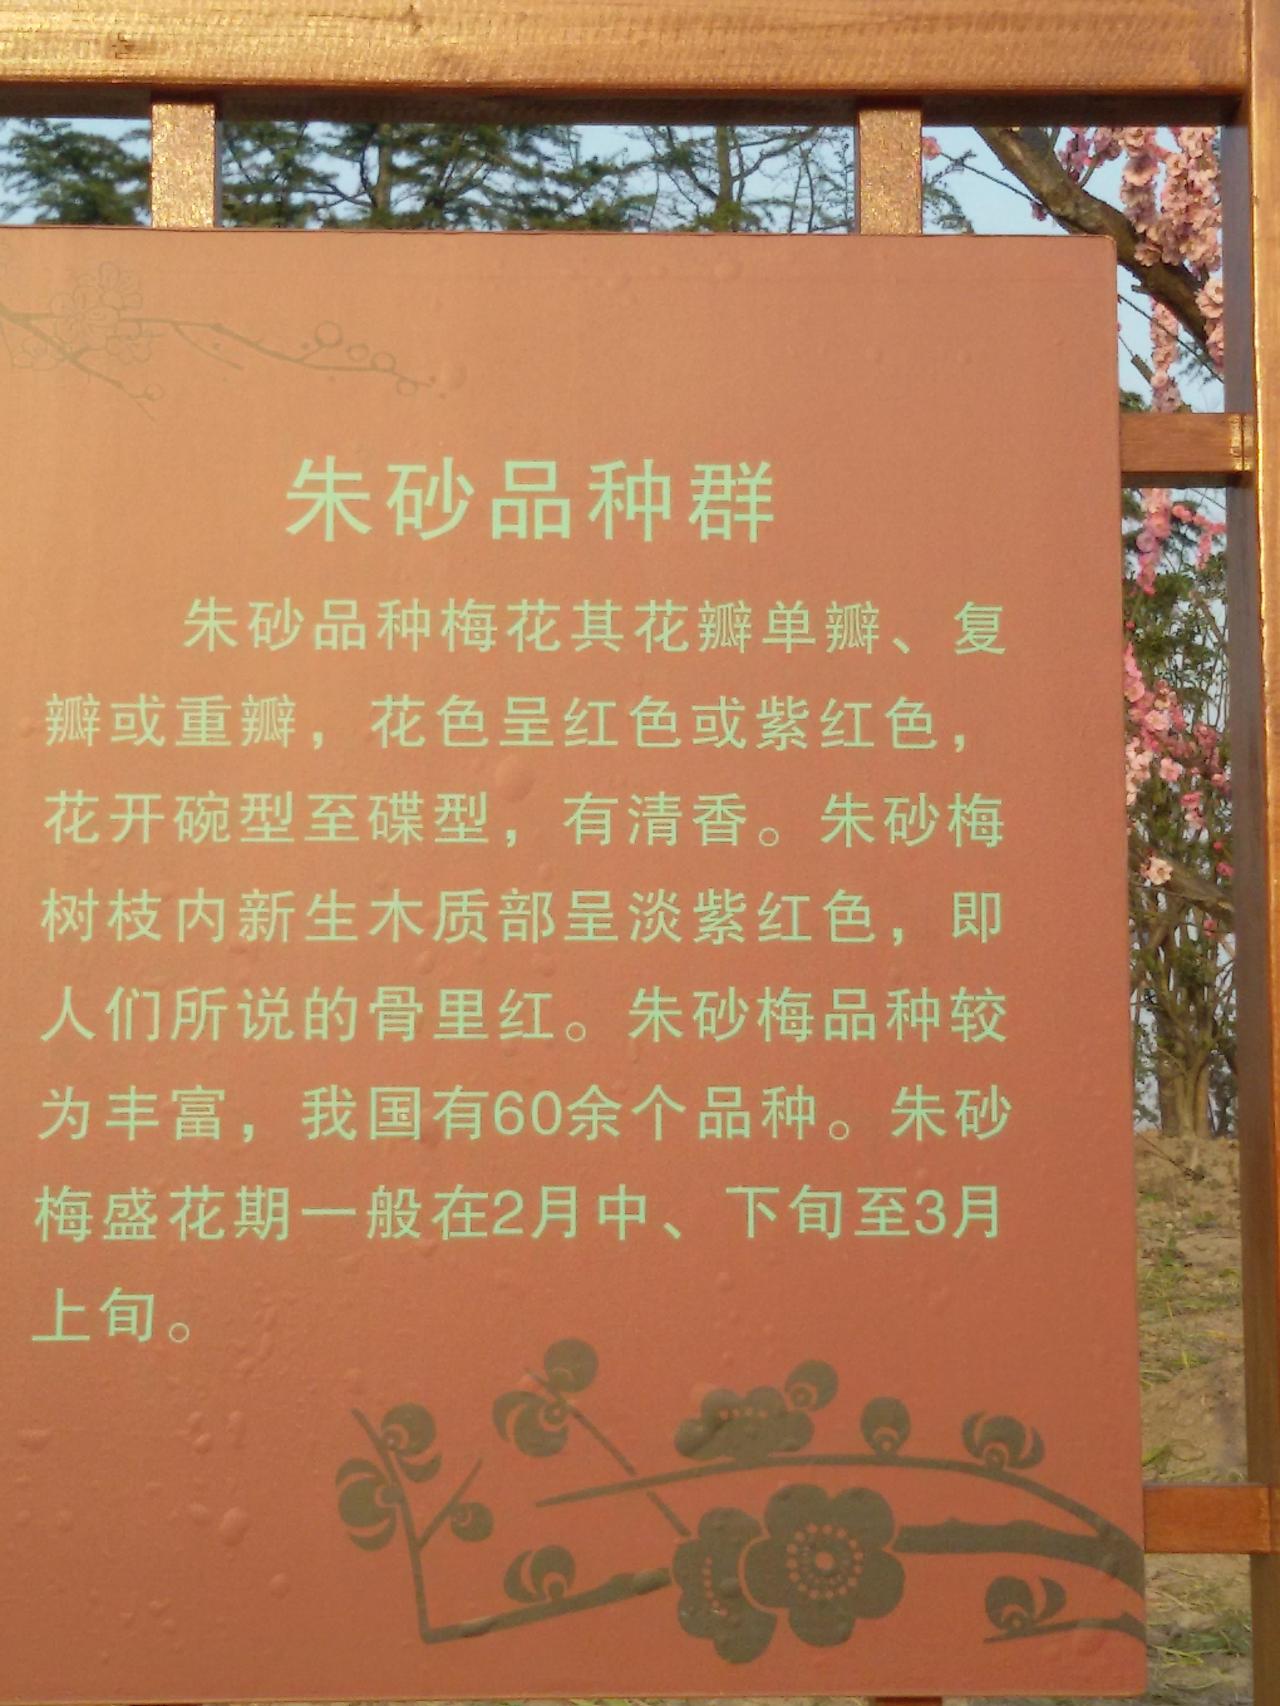 朱砂品种群
朱砂品种梅花其花瓣单瓣、复
瓣或重瓣，花色呈红色或紫红色，
花开碗型至碟型，有清香。朱砂梅
树枝内新生木质部呈淡紫红色，即
人们所说的骨里红。朱砂梅品种较
为丰富，我国有60余个品种。朱砂
梅盛花期一般在2月中、下旬至3月
上旬。